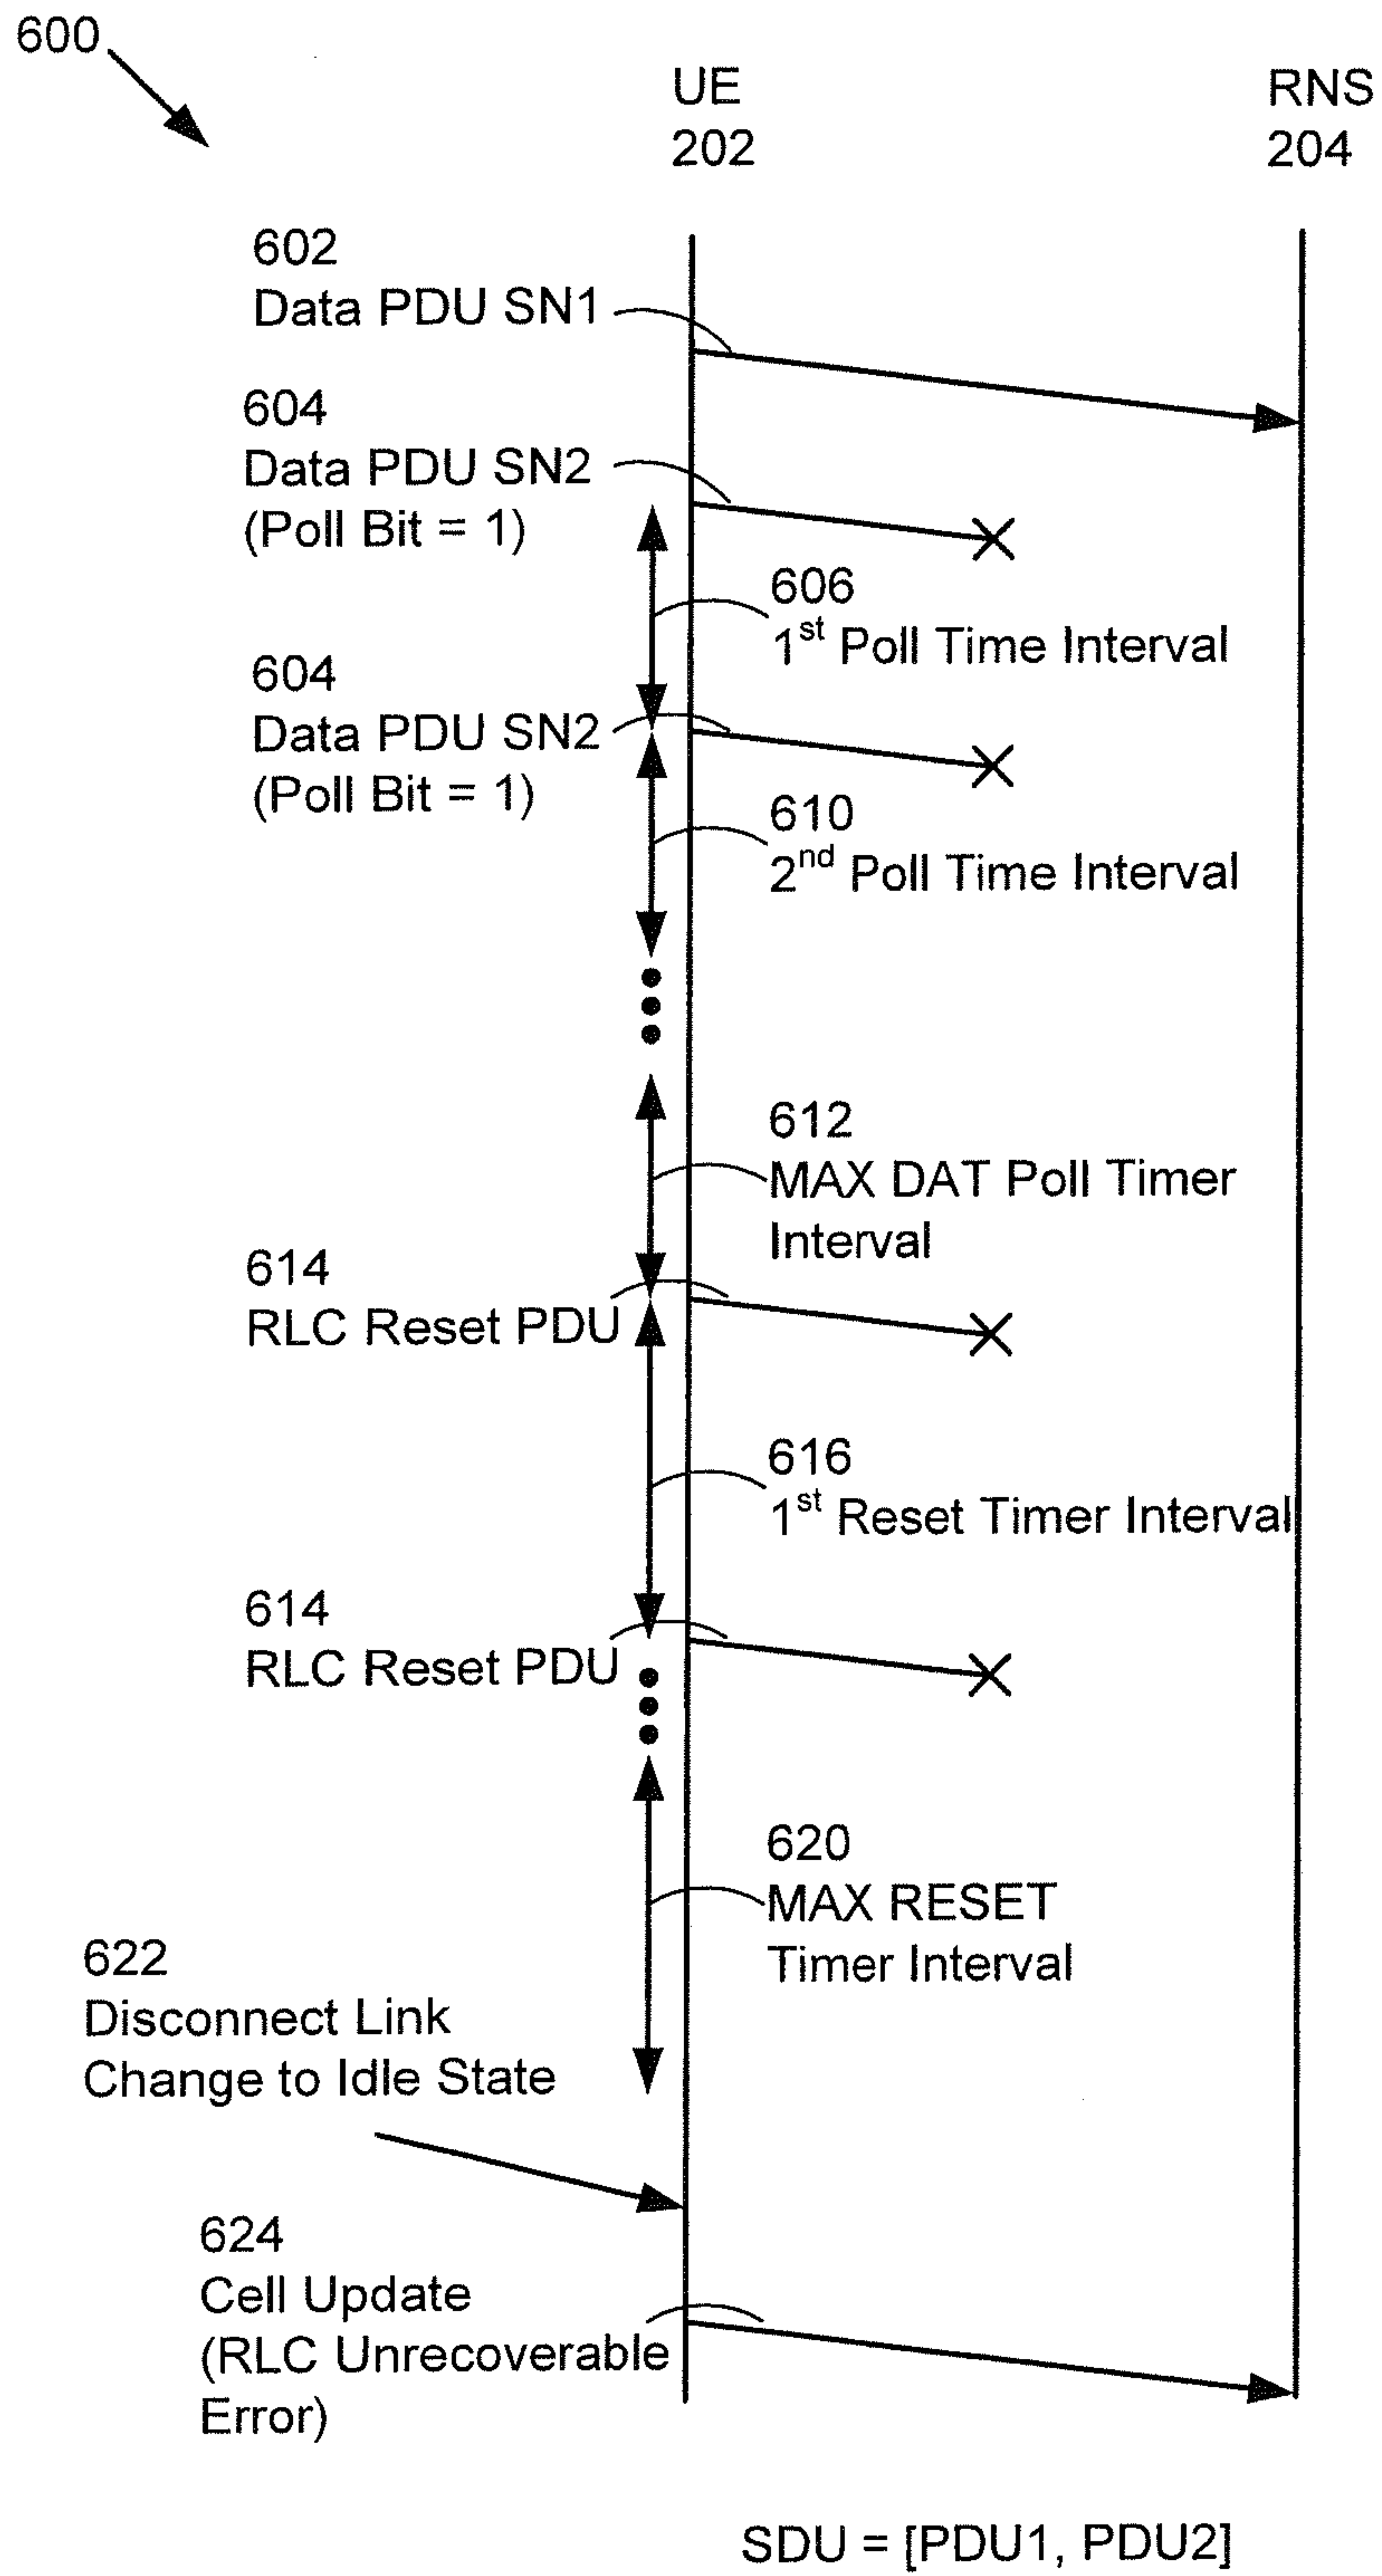 600
UE
202
RNS
204
602
Data PDU SN1
604
Data PDU SN2
(Poll Bit = 1)
606
1st Poll Time Interval
604
Data PDU SN2
(Poll Bit = 1)
610
2nd Poll Time Interval
612
MAX DAT Poll Timer
Interval
614
RLC Reset PDU
616
1st Reset Timer Interval
614
RLC Reset PDU
620
MAX RESET
Timer Interval
622
Disconnect Link
Change to Idle State
624
Cell Update
(RLC Unrecoverable
Error)
SDU = [PDU1, PDU2]